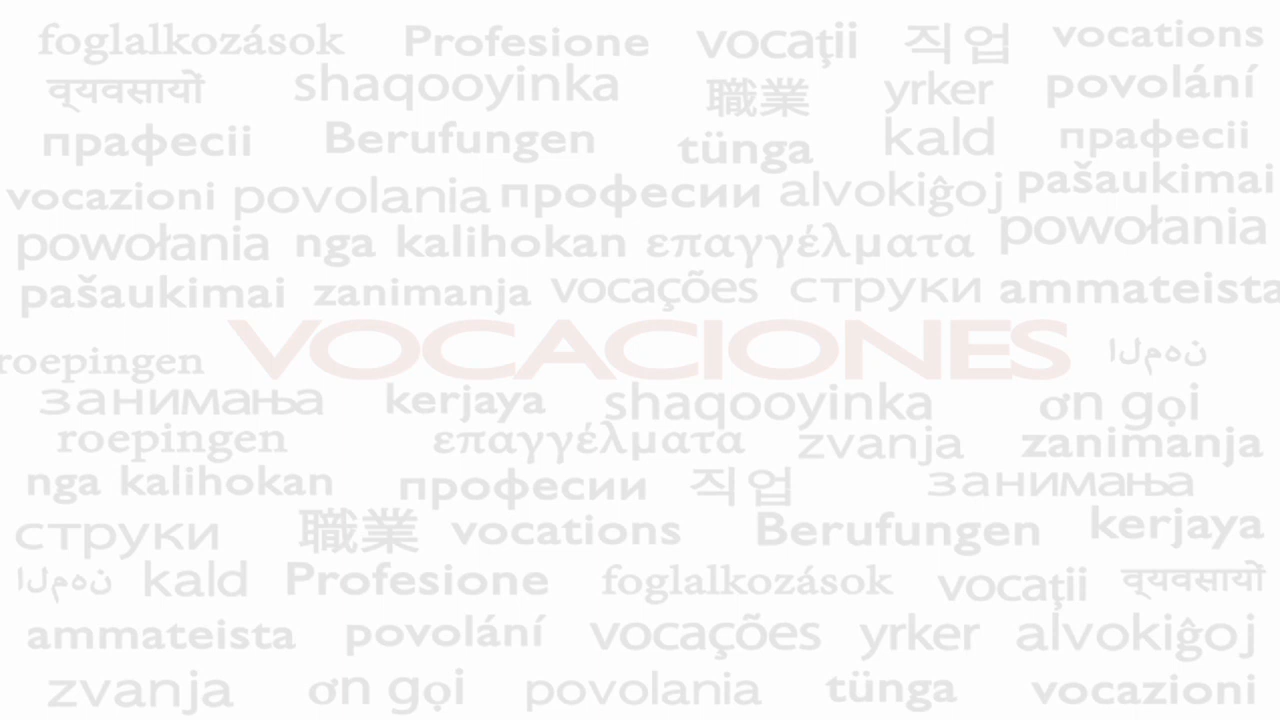 foglalkozások Profesione vocaţii 직업 vocations
व्यवसायों shaqooyinka 職業 yrker povolání
прафесіі Berufungen tünga kald прафесіі
vocazioni povolania професии alvokiĝoj pašaukimai
powołania nga kalihokan επαγγέλματα powołania
pašaukimai zanimanja vocações струки ammateista
roepingen VOCACIONES ن ه م ل ا
занимања kerjaya shaqooyinka ơn gọi
roepingen επαγγέλματα zvanja zanimanja
nga kalihokan професии 직업 занимања
струки 職業 vocations Berufungen kerjaya
ن ه م ل ا kald Profesione foglalkozások vocaţii व्यवसायों
ammateista povolání vocações yrker alvokiĝoj
zvanja ơn gọi povolania tünga vocazioni